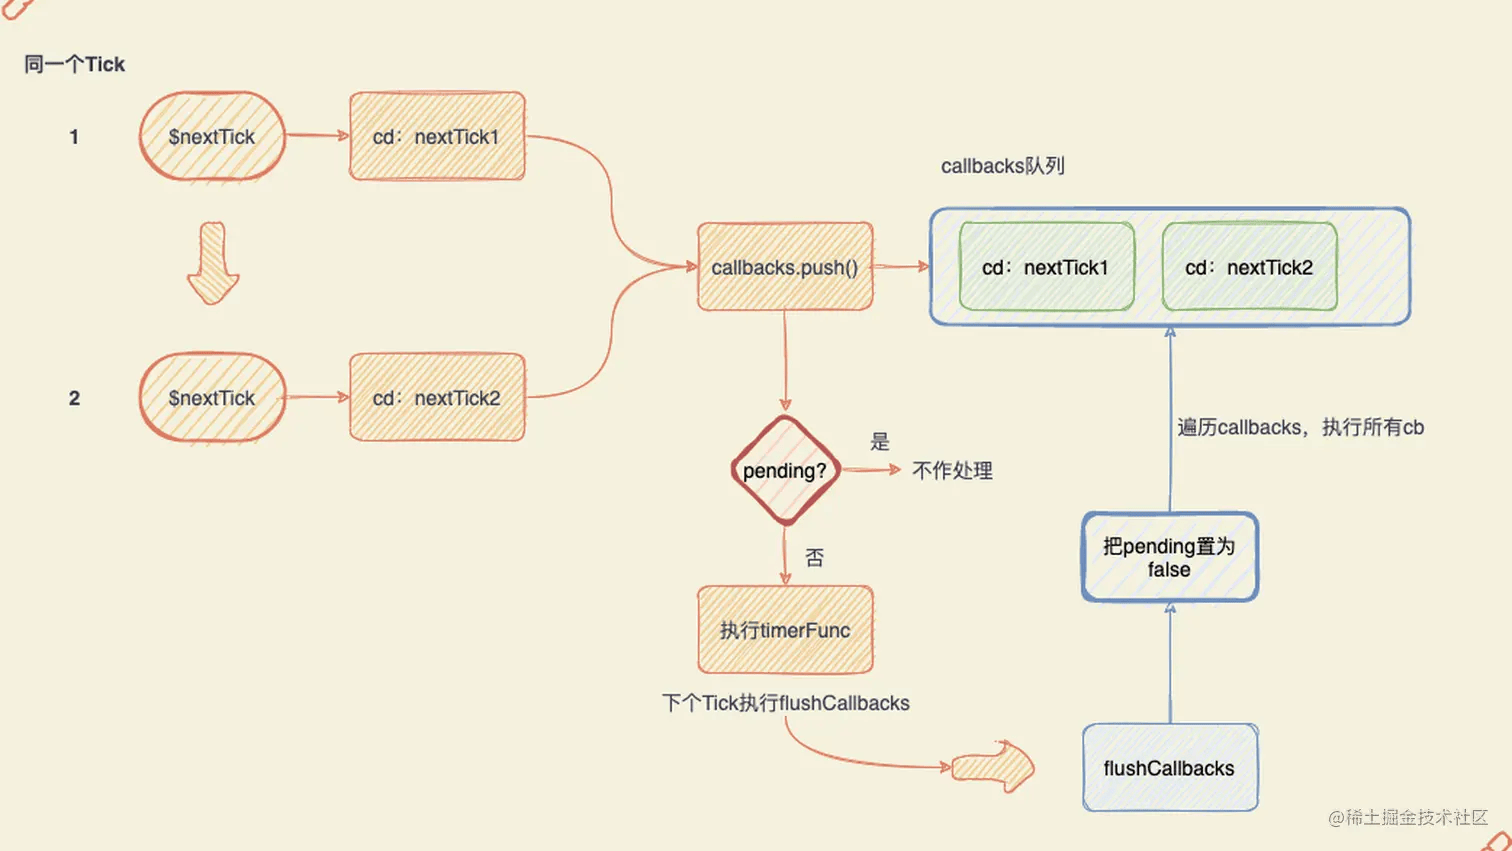 同一个Tick
1
$nextTick
cd：nextTick1
callbacks队列
callbacks.push()
cd：nextTick1
cd：nextTick2
2
$nextTick
cd：nextTick2
遍历callbacks，执行所有cb
pending?
是
不作处理
否
把pending置为
false
执行timerFunc
下个Tick执行flushCallbacks
flushCallbacks
@稀土掘金技术社区